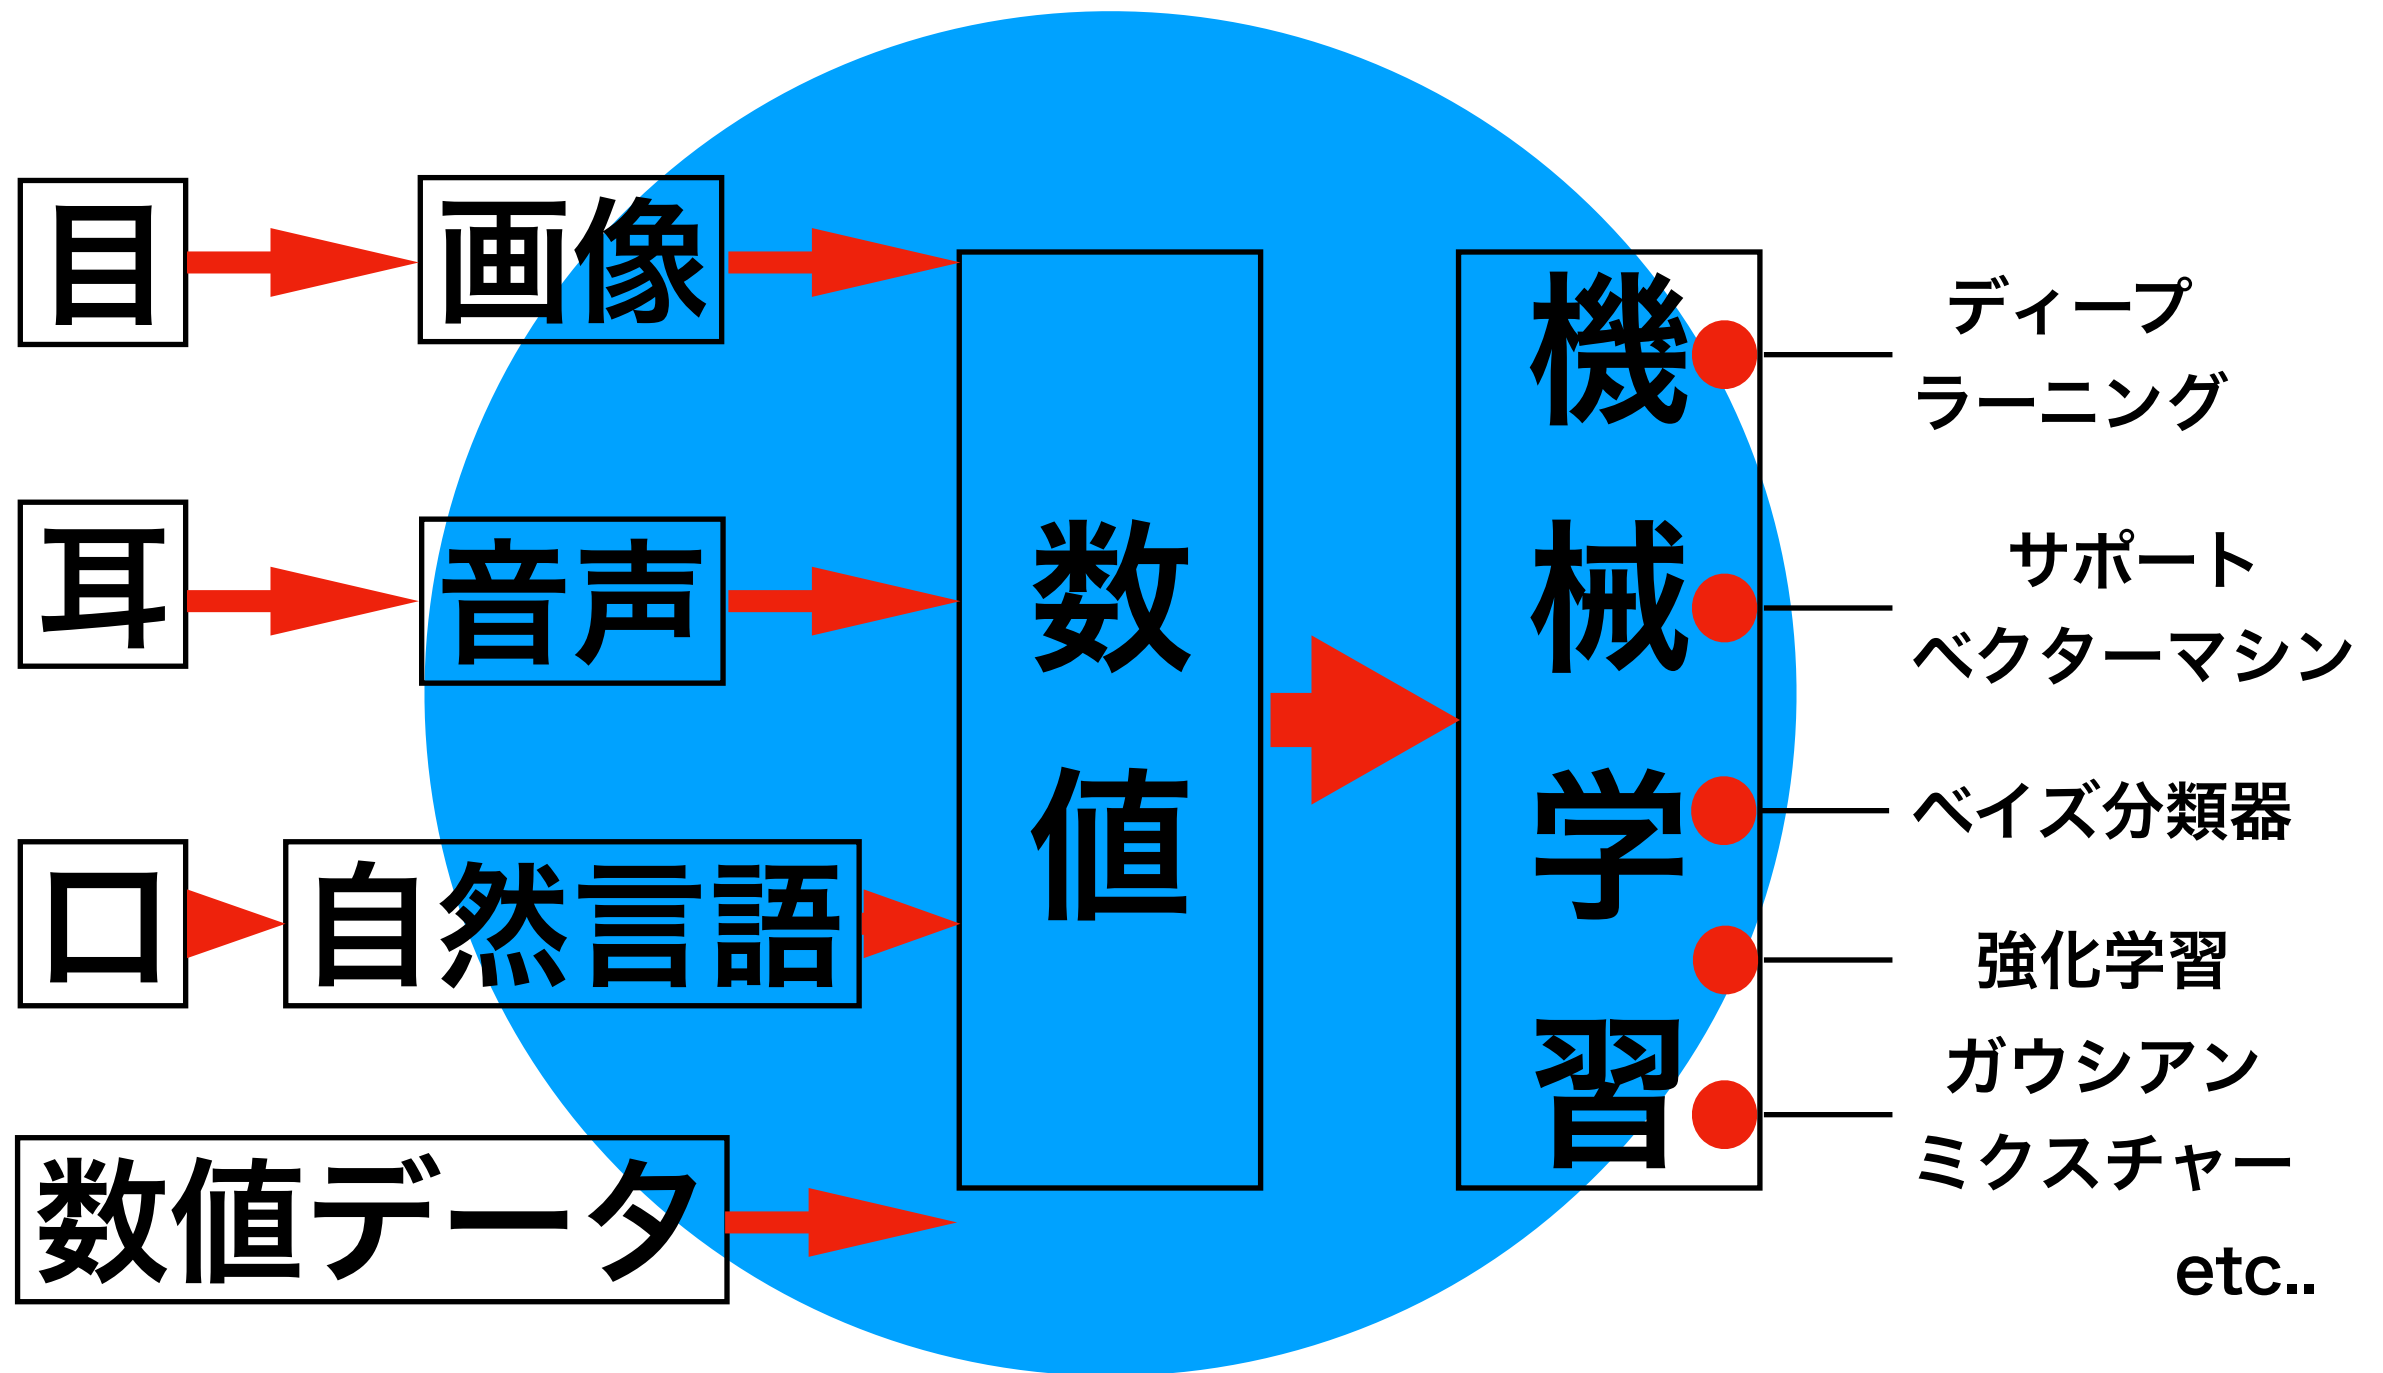 目
画像
耳
音声
口
自然言語
数値データ
数値
機械学習
ディープ
ラーニング
サポート
ベクターマシン
ベイズ分類器
強化学習
ガウシアン
ミクスチャー
etc..